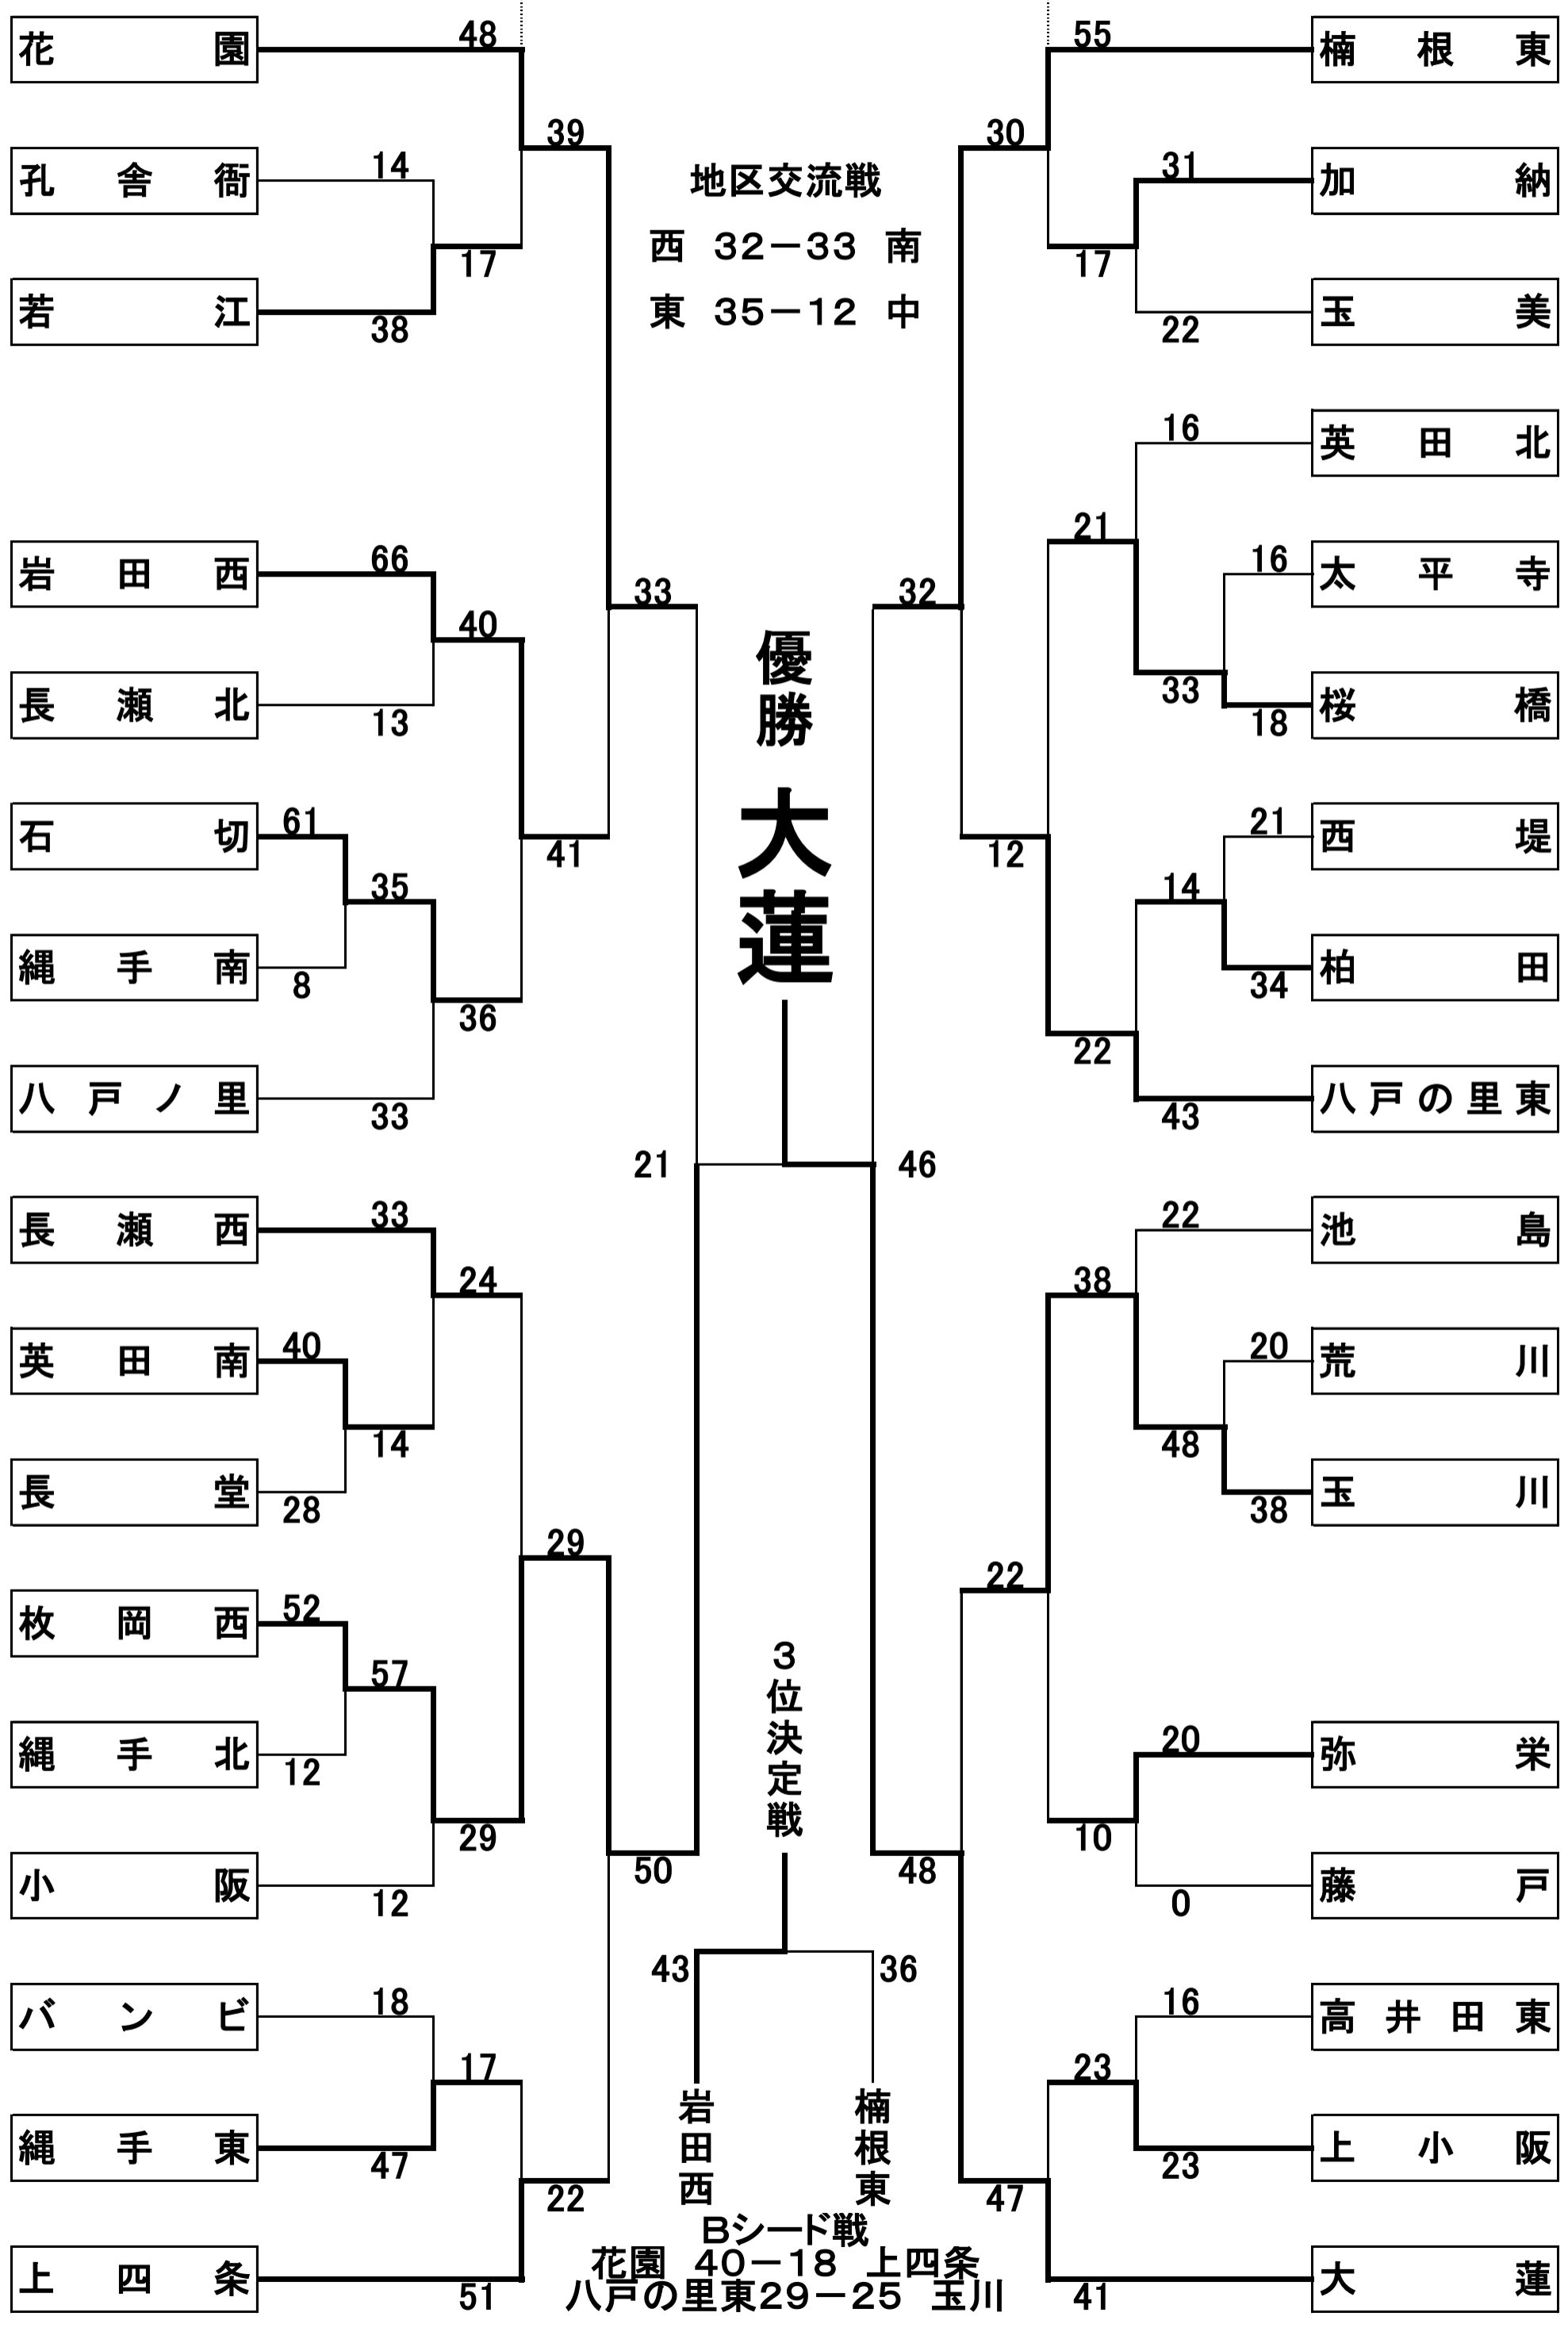 花園
48
孔舎衙
14
若江
38
17
39
岩田西
66
長瀬北
13
40
石切
61
縄手南
8
35
八戸ノ里
33
36
41
33
長瀬西
33
英田南
40
長堂
28
14
24
枚岡西
52
縄手北
12
57
小阪
12
29
29
バンビ
18
縄手東
47
17
上四条
51
22
50
21
地区交流戦
西 32－33 南
東 35－12 中
優勝
大蓮
46
3位決定戦
43
36
岩田西
楠根東
Bシード戦
花園 40－18 上四条
八戸の里東29－25 玉川
55
楠根東
31
加納
22
玉美
17
30
16
英田北
16
太平寺
18
桜橋
33
21
21
西堤
34
柏田
14
43
八戸の里東
22
12
32
22
池島
20
荒川
38
玉川
48
38
20
弥栄
0
藤戸
10
22
16
高井田東
23
上小阪
23
41
大蓮
47
48